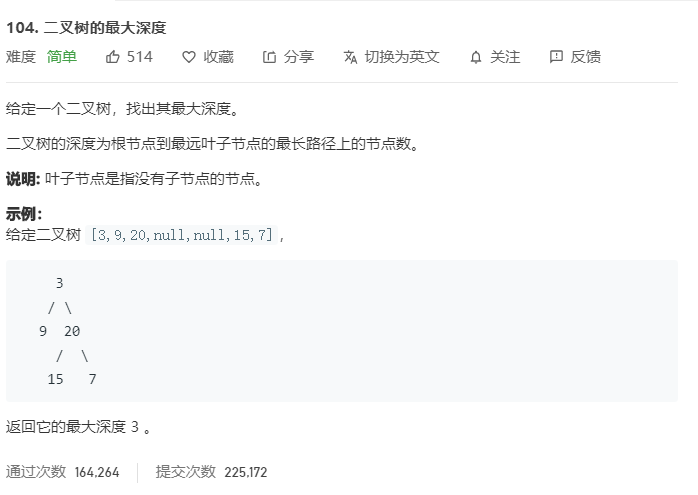 104. 二叉树的最大深度
难度 简单 614 收藏 分享 切换为英文 关注 反馈
给定一个二叉树，找出其最大深度。
二叉树的深度为根节点到最远叶子节点的最长路径上的节点数。
说明: 叶子节点是指没有子节点的节点。
示例：
给定二叉树 [3,9,20,null,null,15,7]，
3
/ \
9 20
/ \
15 7
返回它的最大深度 3 。
通过次数 164,264 提交次数 225,172